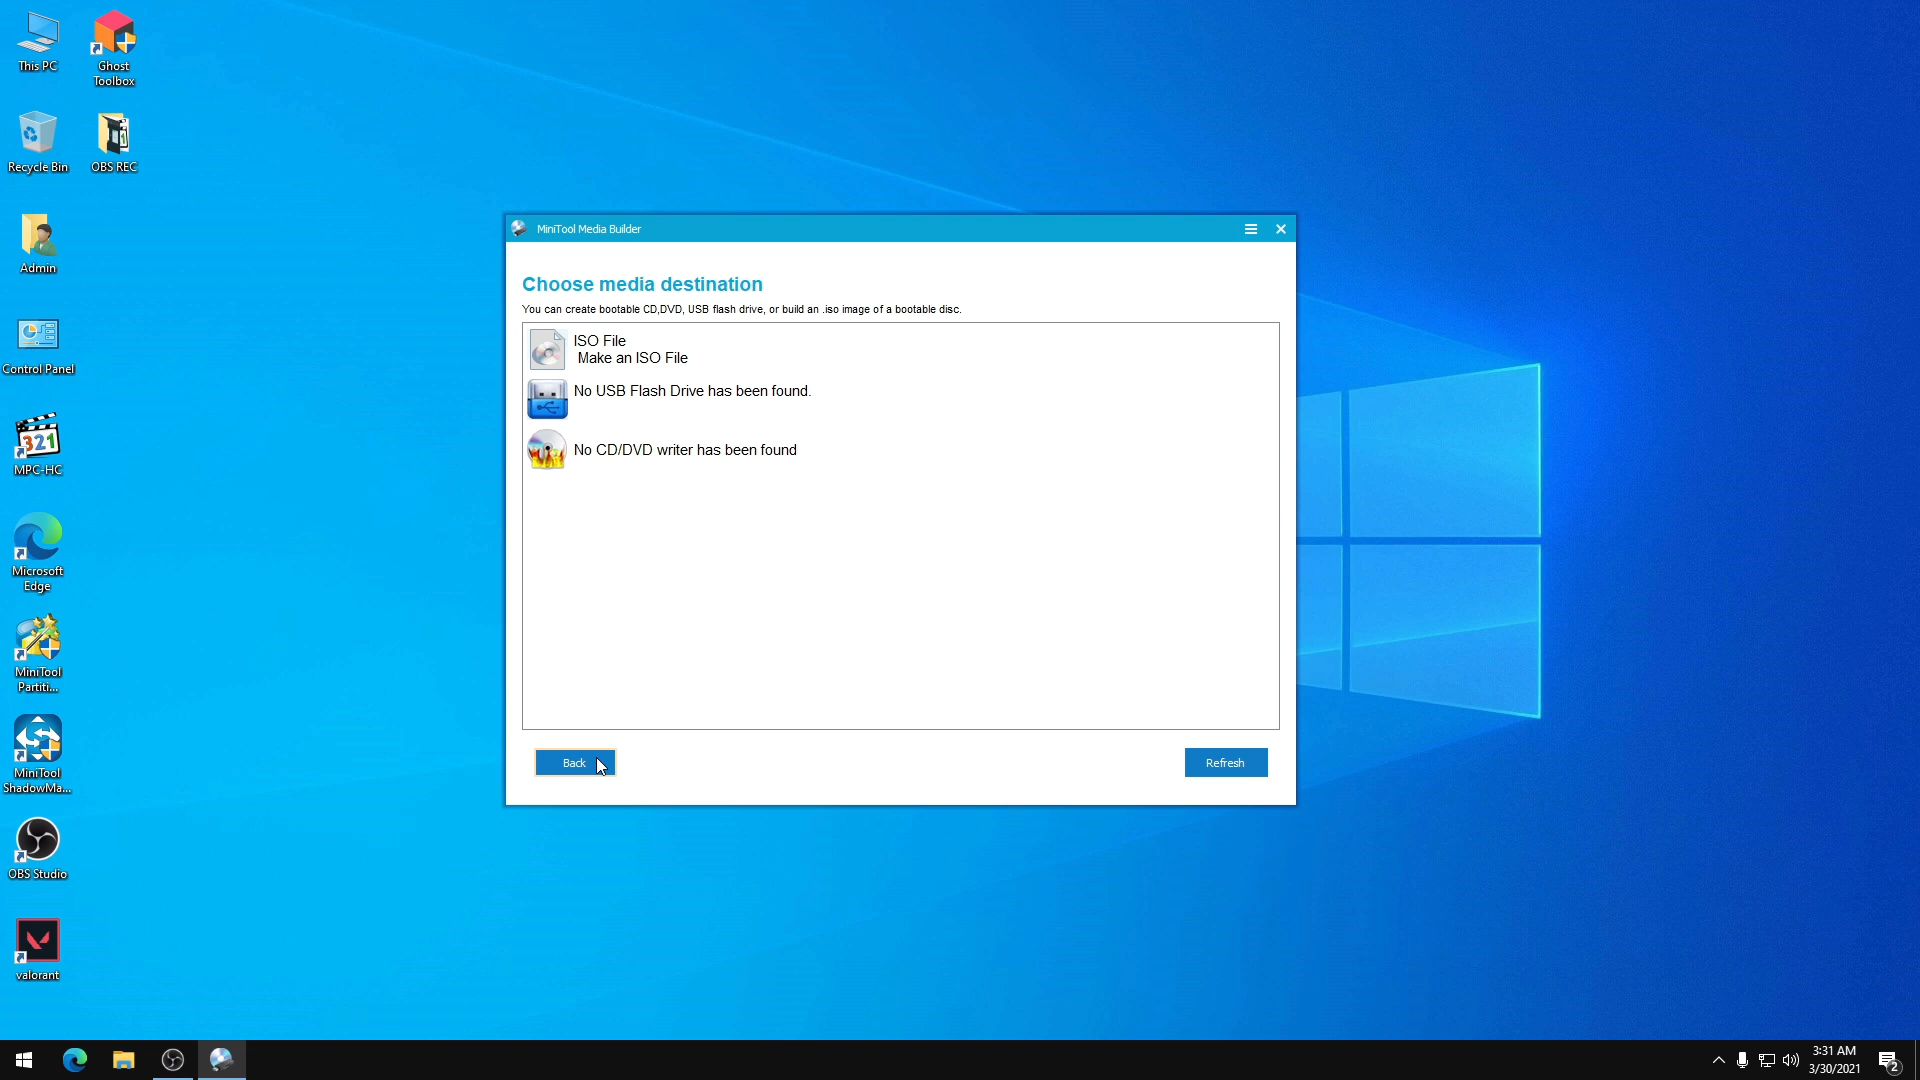 This PC
Ghost
Toolbox
Recycle Bin
OBS REC
Admin
Control Panel
321
MPC-HC
Microsoft
Edge
MiniTool
Partiti...
MiniTool
ShadowMa...
OBS Studio
valorant
MiniTool Media Builder
Choose media destination
You can create bootable CD,DVD, USB flash drive, or build an .iso image of a bootable disc.
ISO File
Make an ISO File
No USB Flash Drive has been found.
No CD/DVD writer has been found
Back
Refresh
3:31 AM
3/30/2021
2